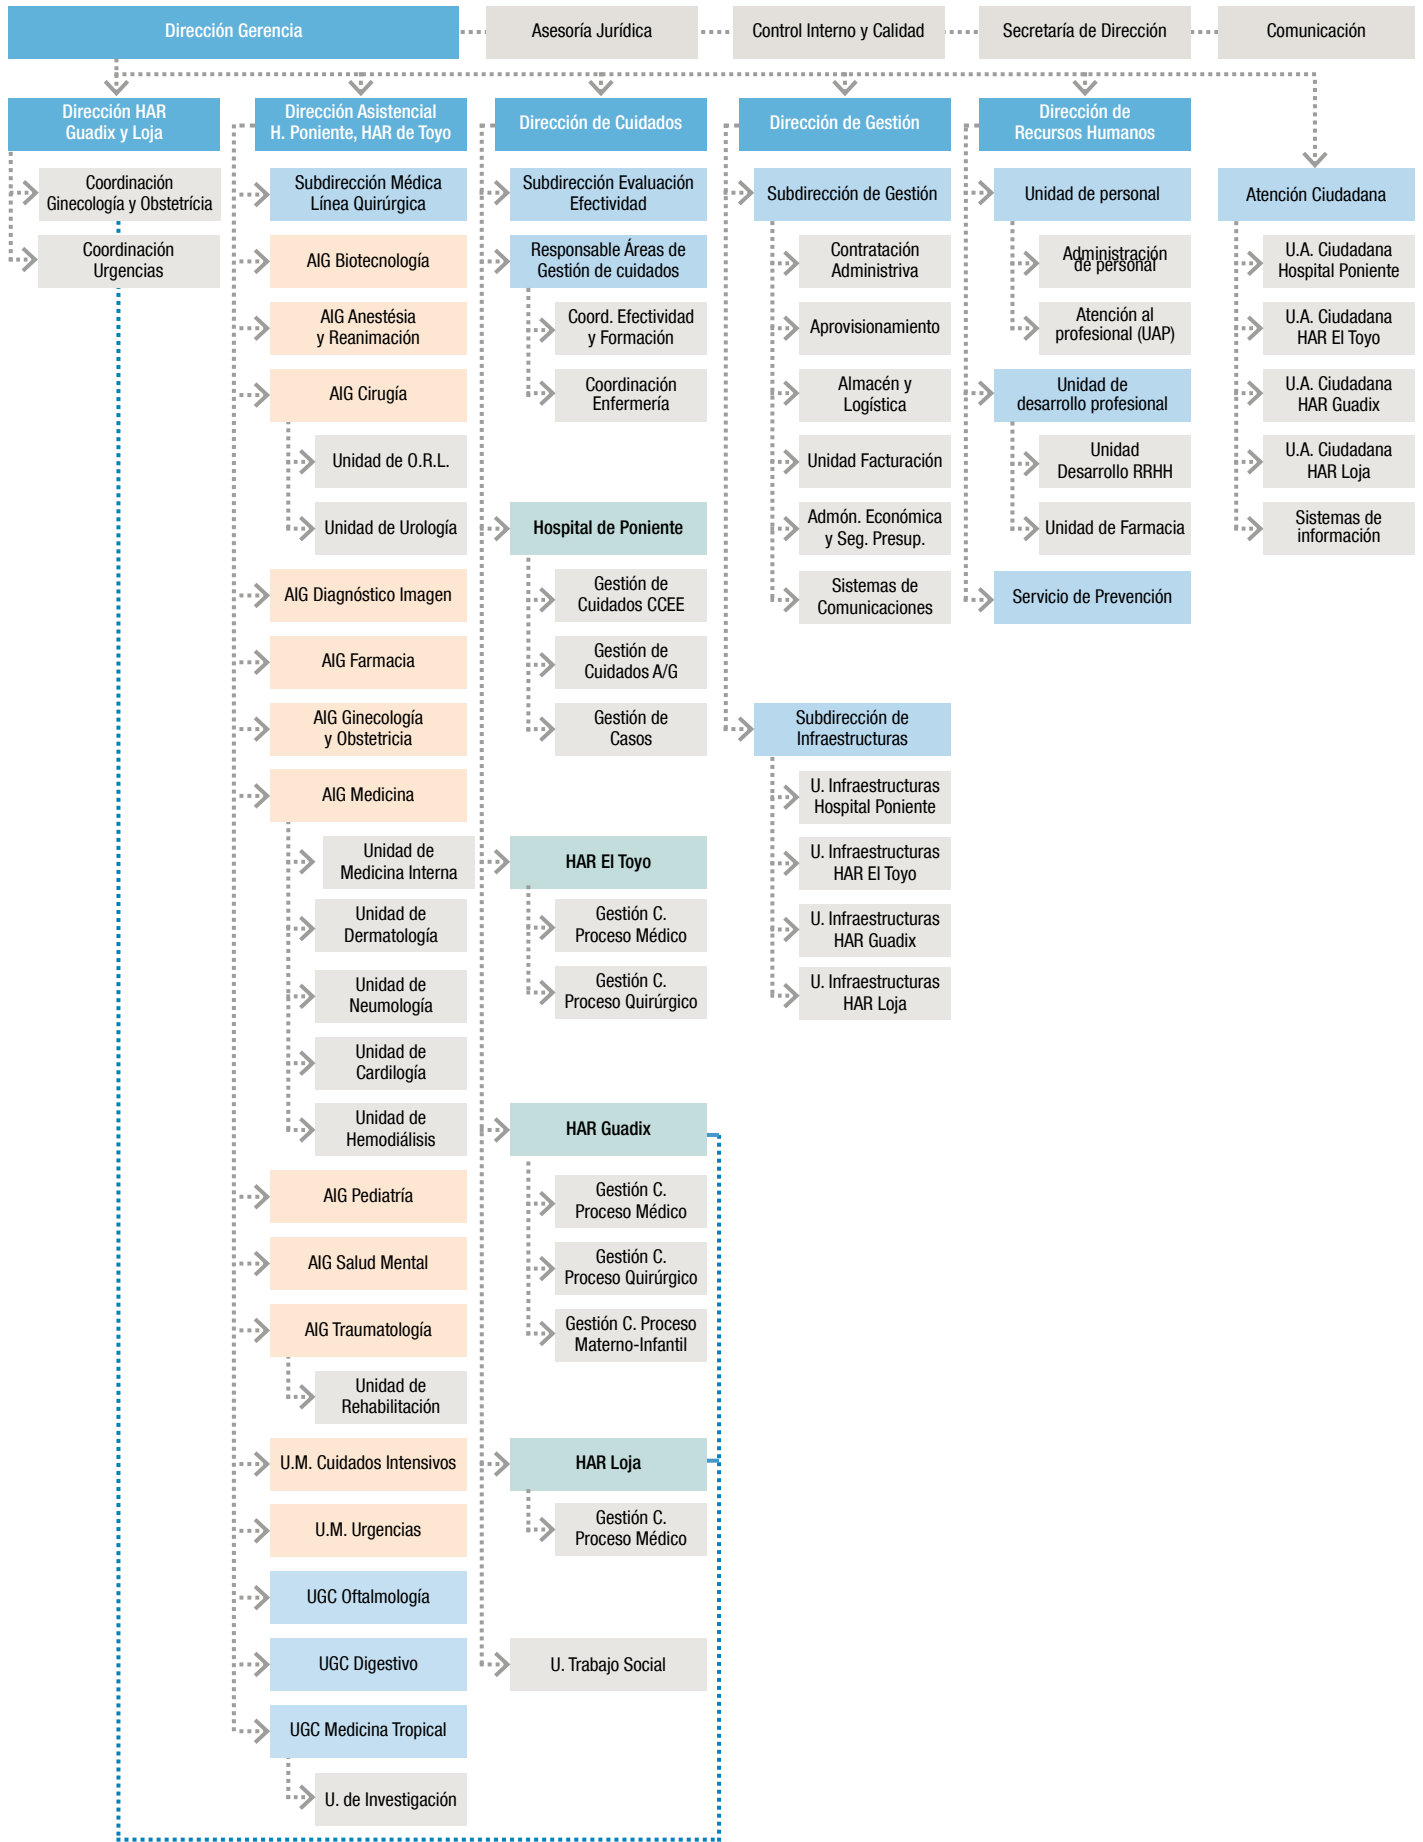 Dirección Gerencia
Asesoría Jurídica
Control Interno y Calidad
Secretaría de Dirección
Comunicación
Dirección HAR
Guadix y Loja
Coordinación
Ginecología y Obstetrícia
Coordinación
Urgencias
Dirección Asistencial
H. Poniente, HAR de Toyo
Subdirección Médica
Línea Quirúrgica
AIG Biotecnología
AIG Anestésia
y Reanimación
AIG Cirugía
Unidad de O.R.L.
Unidad de Urología
AIG Diagnóstico Imagen
AIG Farmacia
AIG Ginecología
y Obstetricia
AIG Medicina
Unidad de
Medicina Interna
Unidad de
Dermatología
Unidad de
Neumología
Unidad de
Cardilogía
Unidad de
Hemodiálisis
AIG Pediatría
AIG Salud Mental
AIG Traumatología
Unidad de
Rehabilitación
U.M. Cuidados Intensivos
U.M. Urgencias
UGC Oftalmología
UGC Digestivo
UGC Medicina Tropical
U. de Investigación
Dirección de Cuidados
Subdirección Evaluación
Efectividad
Responsable Áreas de
Gestión de cuidados
Coord. Efectividad
y Formación
Coordinación
Enfermería
Hospital de Poniente
Gestión de
Cuidados CCEE
Gestión de
Cuidados A/G
Gestión de
Casos
HAR El Toyo
Gestión C.
Proceso Médico
Gestión C.
Proceso Quirúrgico
HAR Guadix
Gestión C.
Proceso Médico
Gestión C.
Proceso Quirúrgico
Gestión C. Proceso
Materno-Infantil
HAR Loja
Gestión C.
Proceso Médico
U. Trabajo Social
Dirección de Gestión
Subdirección de Gestión
Contratación
Administriva
Aprovisionamiento
Almacén y
Logística
Unidad Facturación
Admón. Económica
y Seg. Presup.
Sistemas de
Comunicaciones
Subdirección de
Infraestructuras
U. Infraestructuras
Hospital Poniente
U. Infraestructuras
HAR El Toyo
U. Infraestructuras
HAR Guadix
U. Infraestructuras
HAR Loja
Dirección de
Recursos Humanos
Unidad de personal
Administración
de personal
Atención al
profesional (UAP)
Unidad de
desarrollo profesional
Unidad
Desarrollo RRHH
Unidad de Farmacia
Servicio de Prevención
Atención Ciudadana
U.A. Ciudadana
Hospital Poniente
U.A. Ciudadana
HAR El Toyo
U.A. Ciudadana
HAR Guadix
U.A. Ciudadana
HAR Loja
Sistemas de
información